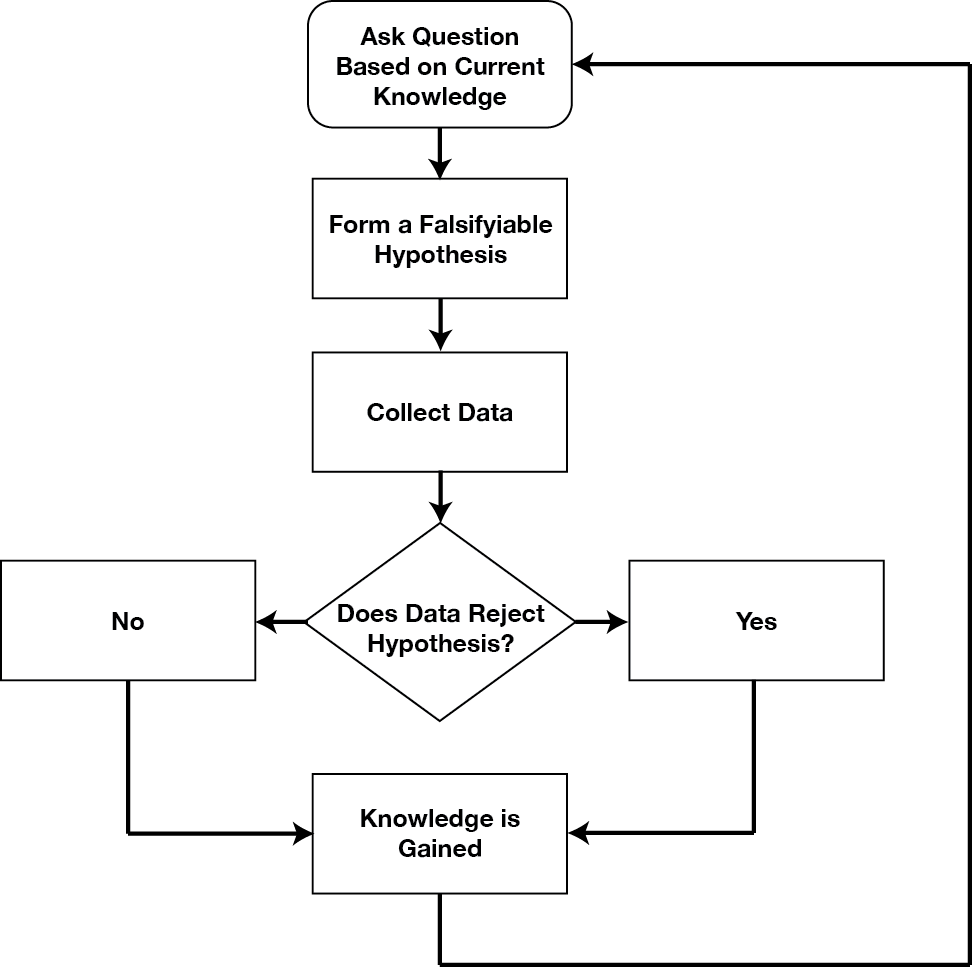 Ask Question
Based on Current
Knowledge
Form a Falsifyiable
Hypothesis
Collect Data
Does Data Reject
Hypothesis?
No
Yes
Knowledge is
Gained